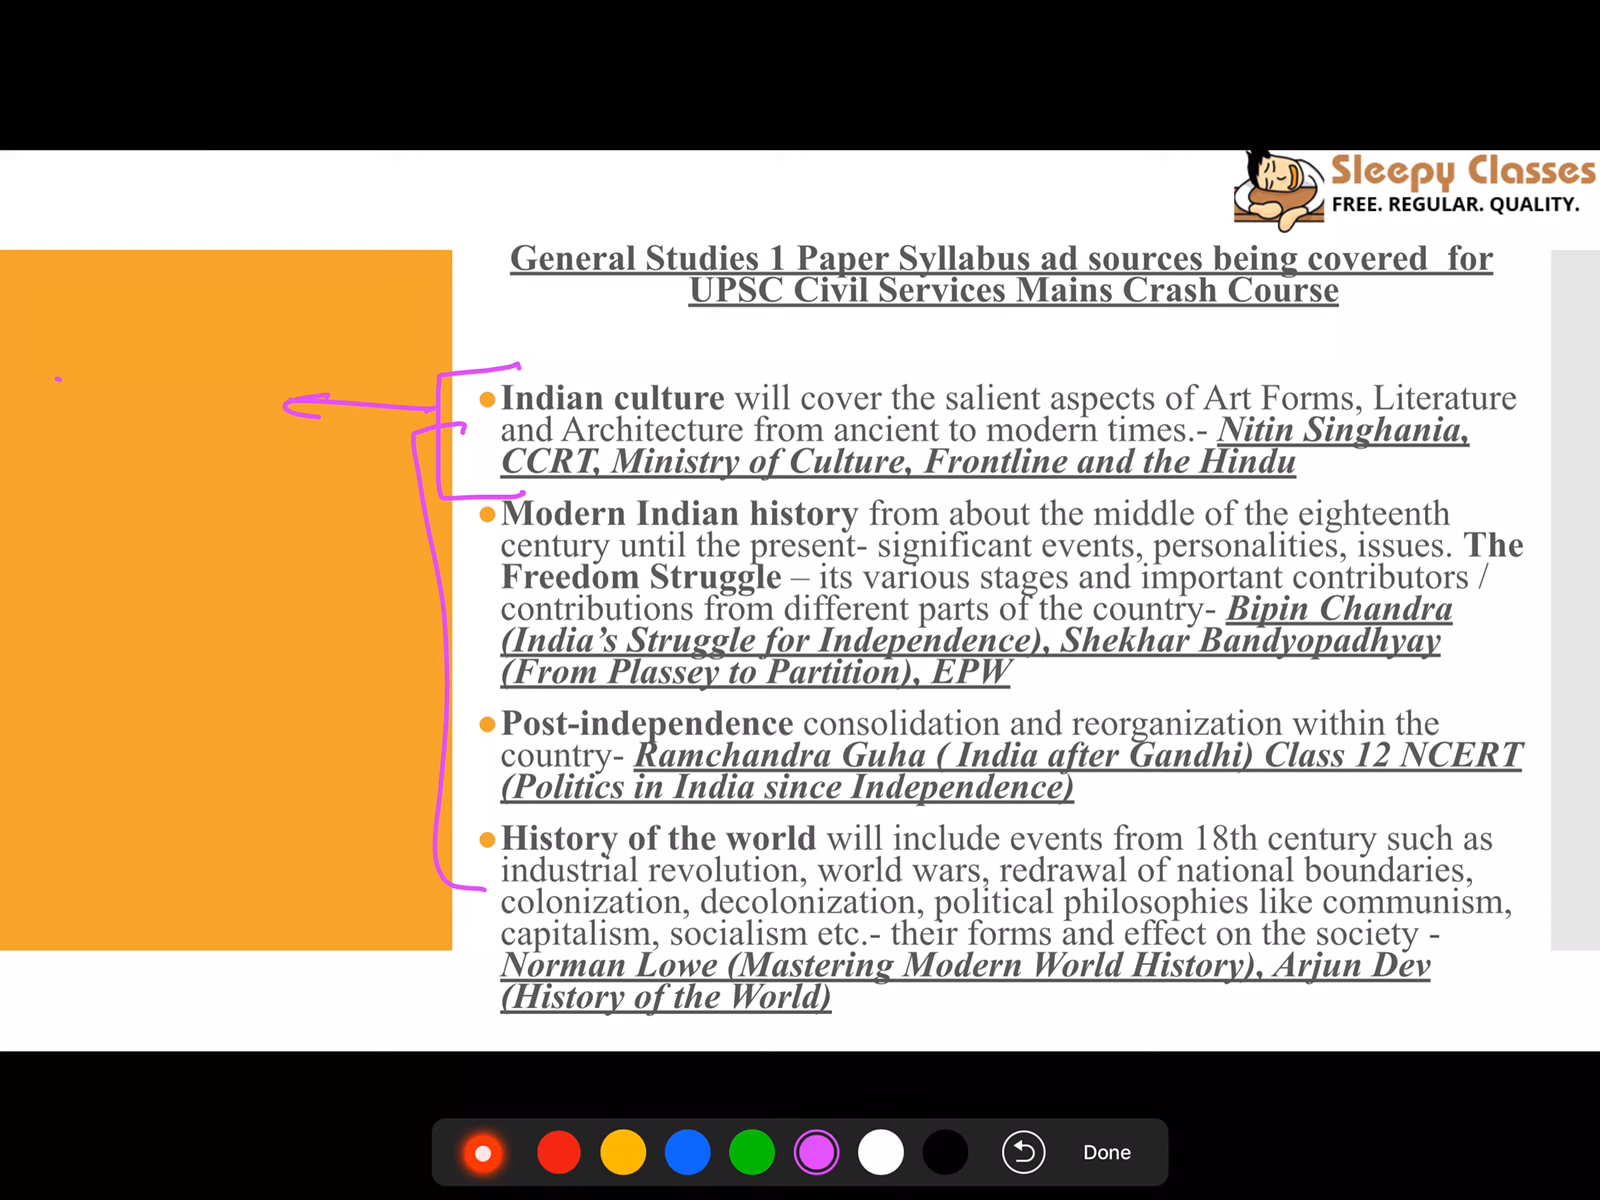 Sleepy Classes
FREE. REGULAR. QUALITY.
General Studies 1 Paper Syllabus ad sources being covered for
UPSC Civil Services Mains Crash Course
Indian culture will cover the salient aspects of Art Forms, Literature
and Architecture from ancient to modern times.- Nitin Singhania,
CCRT, Ministry of Culture, Frontline and the Hindu
Modern Indian history from about the middle of the eighteenth
century until the present- significant events, personalities, issues. The
Freedom Struggle – its various stages and important contributors /
contributions from different parts of the country- Bipin Chandra
(India’s Struggle for Independence), Shekhar Bandyopadhyay
(From Plassey to Partition), EPW
Post-independence consolidation and reorganization within the
country- Ramchandra Guha ( India after Gandhi) Class 12 NCERT
(Politics in India since Independence)
History of the world will include events from 18th century such as
industrial revolution, world wars, redrawal of national boundaries,
colonization, decolonization, political philosophies like communism,
capitalism, socialism etc.- their forms and effect on the society -
Norman Lowe (Mastering Modern World History), Arjun Dev
(History of the World)
Done